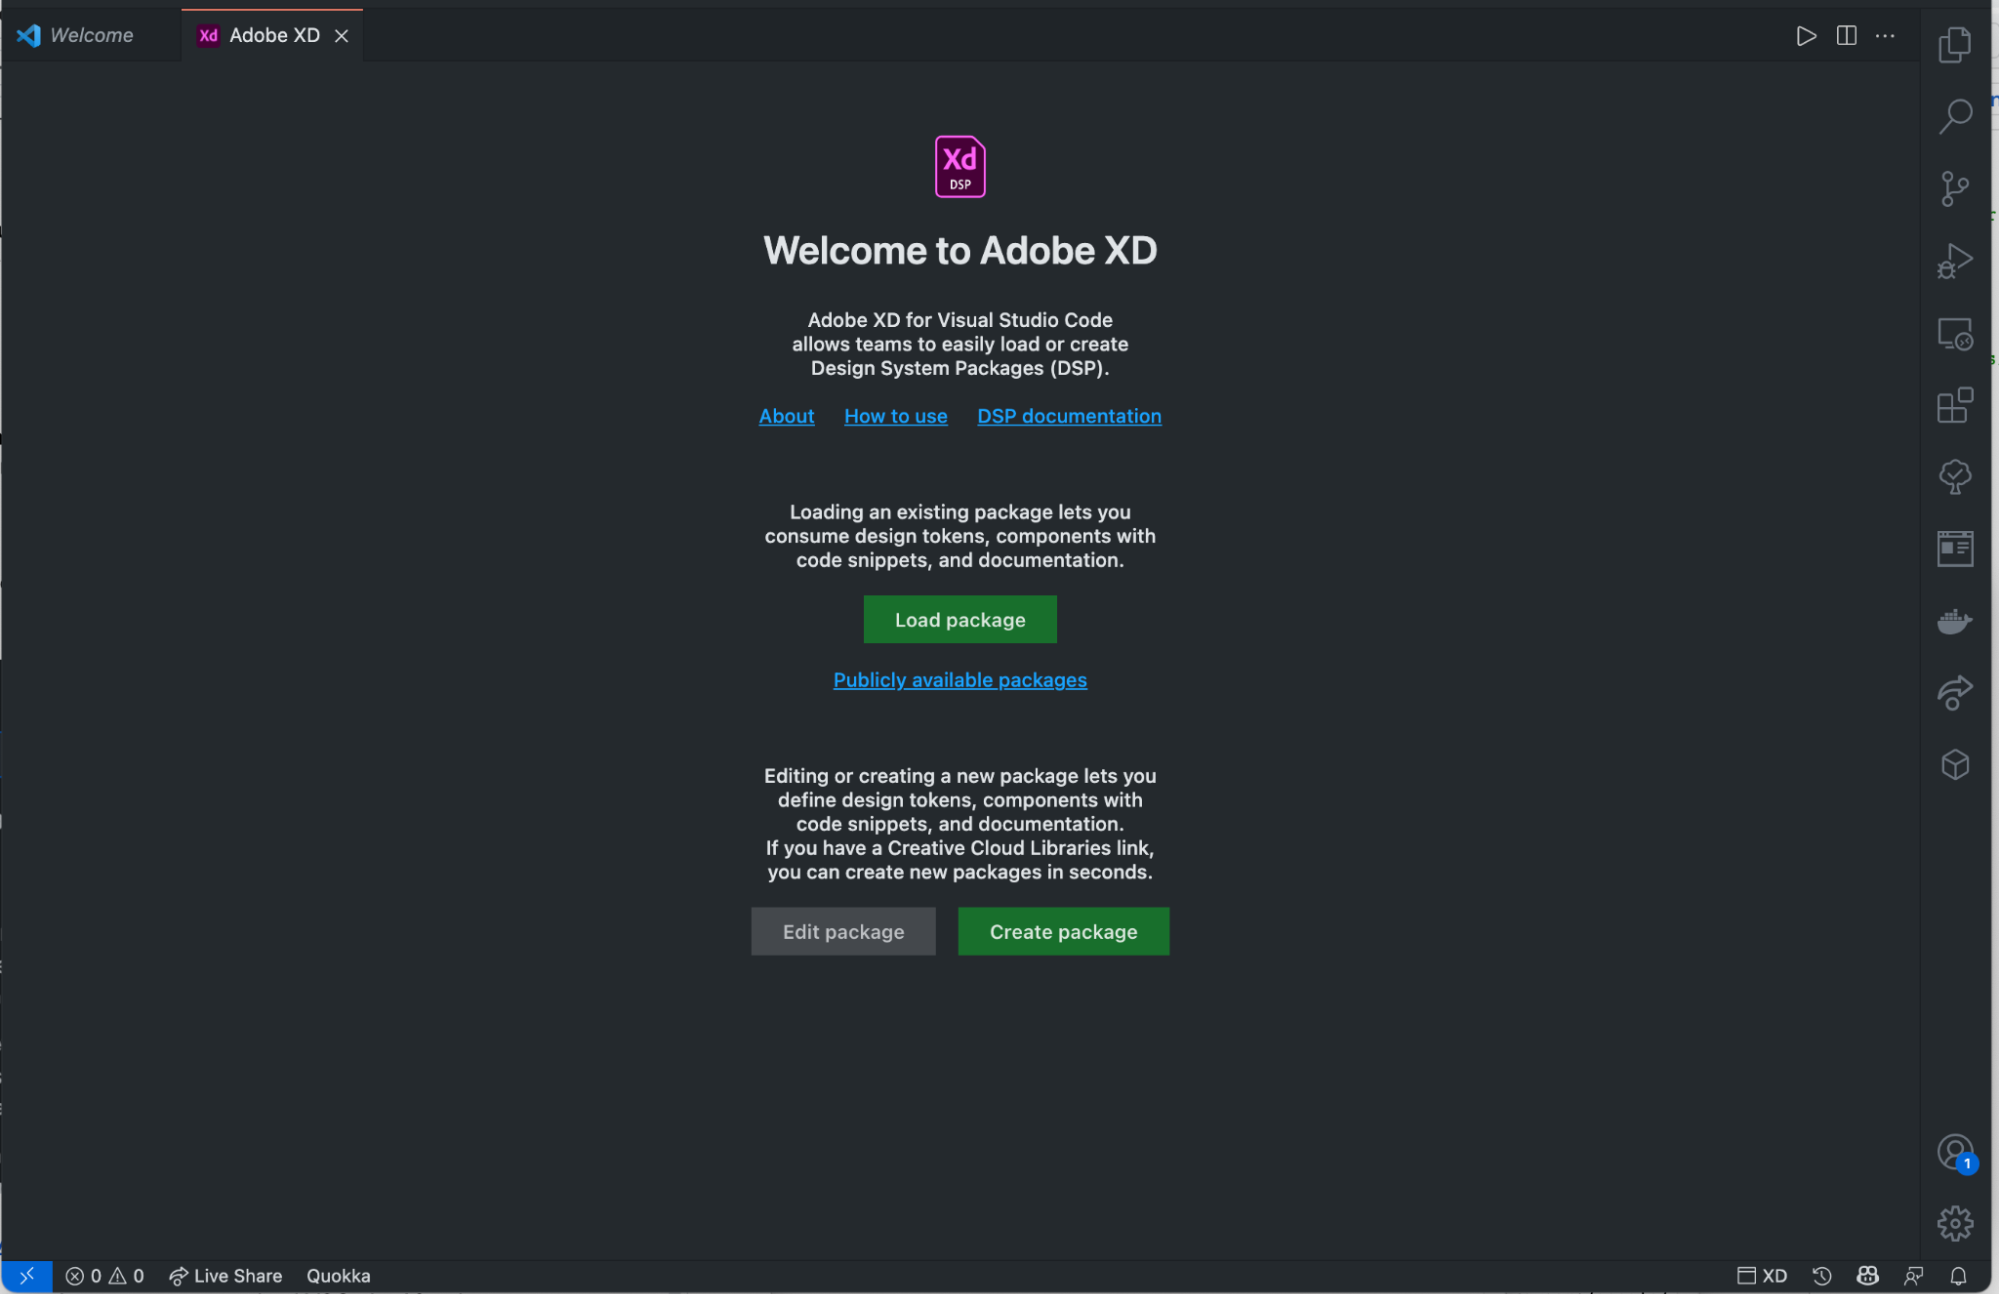 Welcome
Xd Adobe XD
Xd
DSP
Welcome to Adobe XD
Adobe XD for Visual Studio Code
allows teams to easily load or create
Design System Packages (DSP).
About How to use DSP documentation
Loading an existing package lets you
consume design tokens, components with
code snippets, and documentation.
Load package
Publicly available packages
Editing or creating a new package lets you
define design tokens, components with
code snippets, and documentation.
If you have a Creative Cloud Libraries link,
you can create new packages in seconds.
Edit package Create package
1
0 0 Live Share Quokka XD